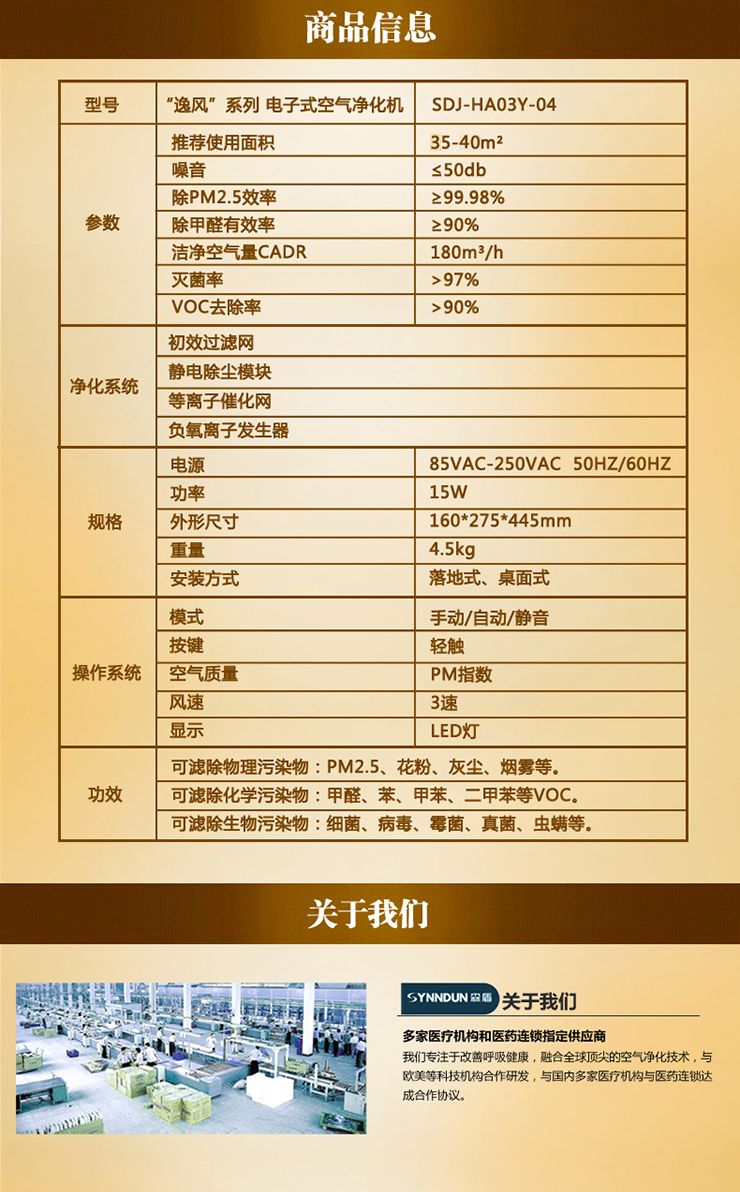 商品信息
型号 “逸风”系列 电子式空气净化机 SDJ-HA03Y-04
参数
推荐使用面积 35-40m²
噪音 ≤50db
除PM2.5效率 ≥99.98%
除甲醛有效率 ≥90%
洁净空气量CADR 180m³/h
灭菌率 >97%
VOC去除率 >90%
净化系统
初效过滤网
静电除尘模块
等离子催化网
负氧离子发生器
规格
电源 85VAC-250VAC 50HZ/60HZ
功率 15W
外形尺寸 160*275*445mm
重量 4.5kg
安装方式 落地式、桌面式
操作系统
模式 手动/自动/静音
按键 轻触
空气质量 PM指数
风速 3速
显示 LED灯
功效
可滤除物理污染物：PM2.5、花粉、灰尘、烟雾等。
可滤除化学污染物：甲醛、苯、甲苯、二甲苯等VOC。
可滤除生物污染物：细菌、病毒、霉菌、真菌、虫螨等。
关于我们
SYNNDUN 森盾 关于我们
多家医疗机构和医药连锁指定供应商
我们专注于改善呼吸健康，融合全球顶尖的空气净化技术，与
欧美等科技机构合作研发，与国内多家医疗机构与医药连锁达
成合作协议。